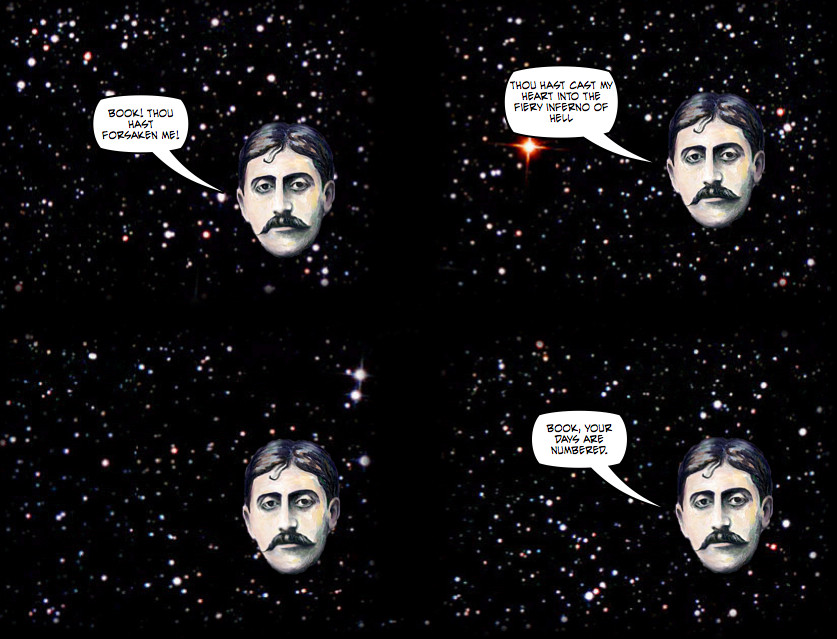 BOOK! THOU
HAST
FORSAKEN ME!
THOU HAST CAST MY
HEART INTO THE
FIERY INFERNO OF
HELL
BOOK, YOUR
DAYS ARE
NUMBERED.